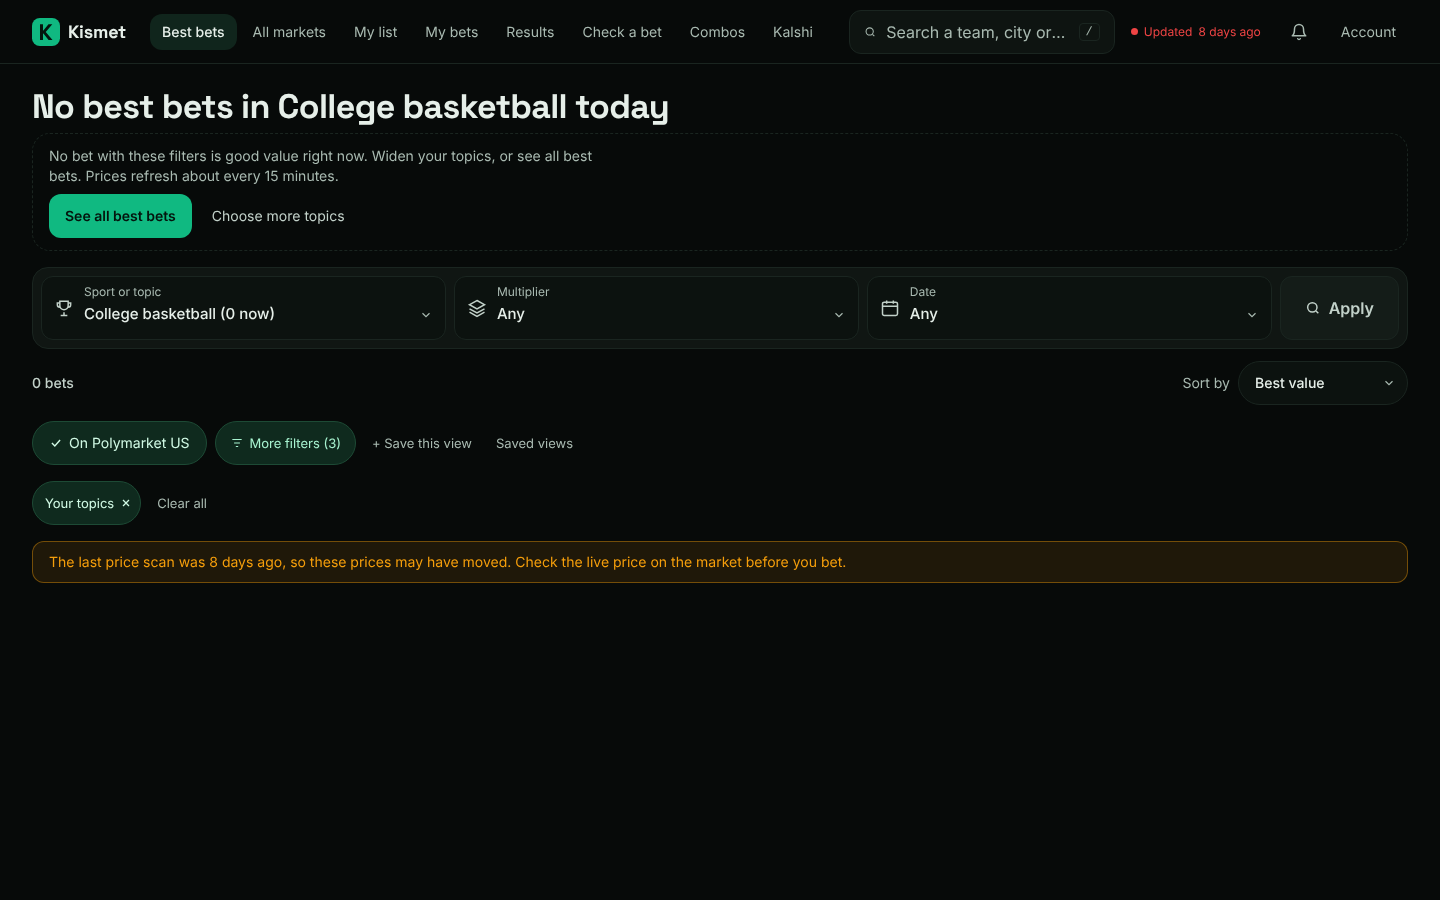 K Kismet
Best bets
All markets
My list
My bets
Results
Check a bet
Combos
Kalshi
Search a team, city or...
/
Updated 8 days ago
Account
No best bets in College basketball today
No bet with these filters is good value right now. Widen your topics, or see all best
bets. Prices refresh about every 15 minutes.
See all best bets
Choose more topics
Sport or topic
College basketball (0 now)
Multiplier
Any
Date
Any
Apply
0 bets
Sort by
Best value
On Polymarket US
More filters (3)
+ Save this view
Saved views
Your topics ×
Clear all
The last price scan was 8 days ago, so these prices may have moved. Check the live price on the market before you bet.